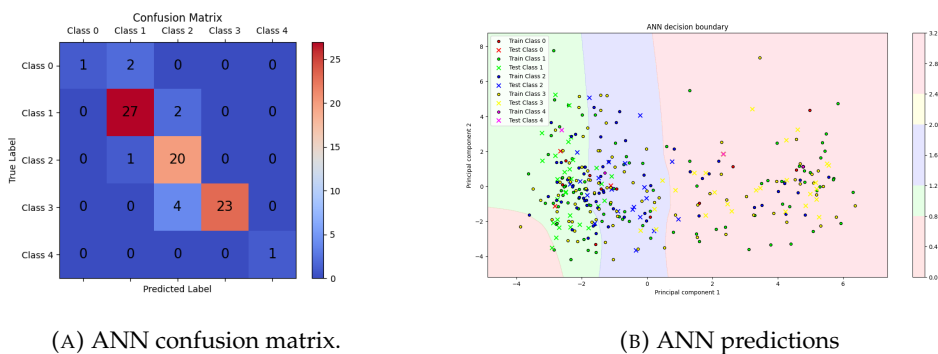 Confusion Matrix
Class 0 Class 1 Class 2 Class 3 Class 4
Class 0 1 2 0 0 0
Class 1 0 27 2 0 0
Class 2 0 1 20 0 0
Class 3 0 0 4 23 0
Class 4 0 0 0 0 1
True Label
Predicted Label
25
20
15
10
5
0
(A) ANN confusion matrix.
ANN decision boundary
Train Class 0
Test Class 0
Train Class 1
Test Class 1
Train Class 2
Test Class 2
Train Class 3
Test Class 3
Train Class 4
Test Class 4
Principal component 2
8
6
4
2
0
−2
−4
−4 −2 0 2 4 6
Principal component 1
3.2
2.8
2.4
2.0
1.6
1.2
0.8
0.4
0.0
(B) ANN predictions